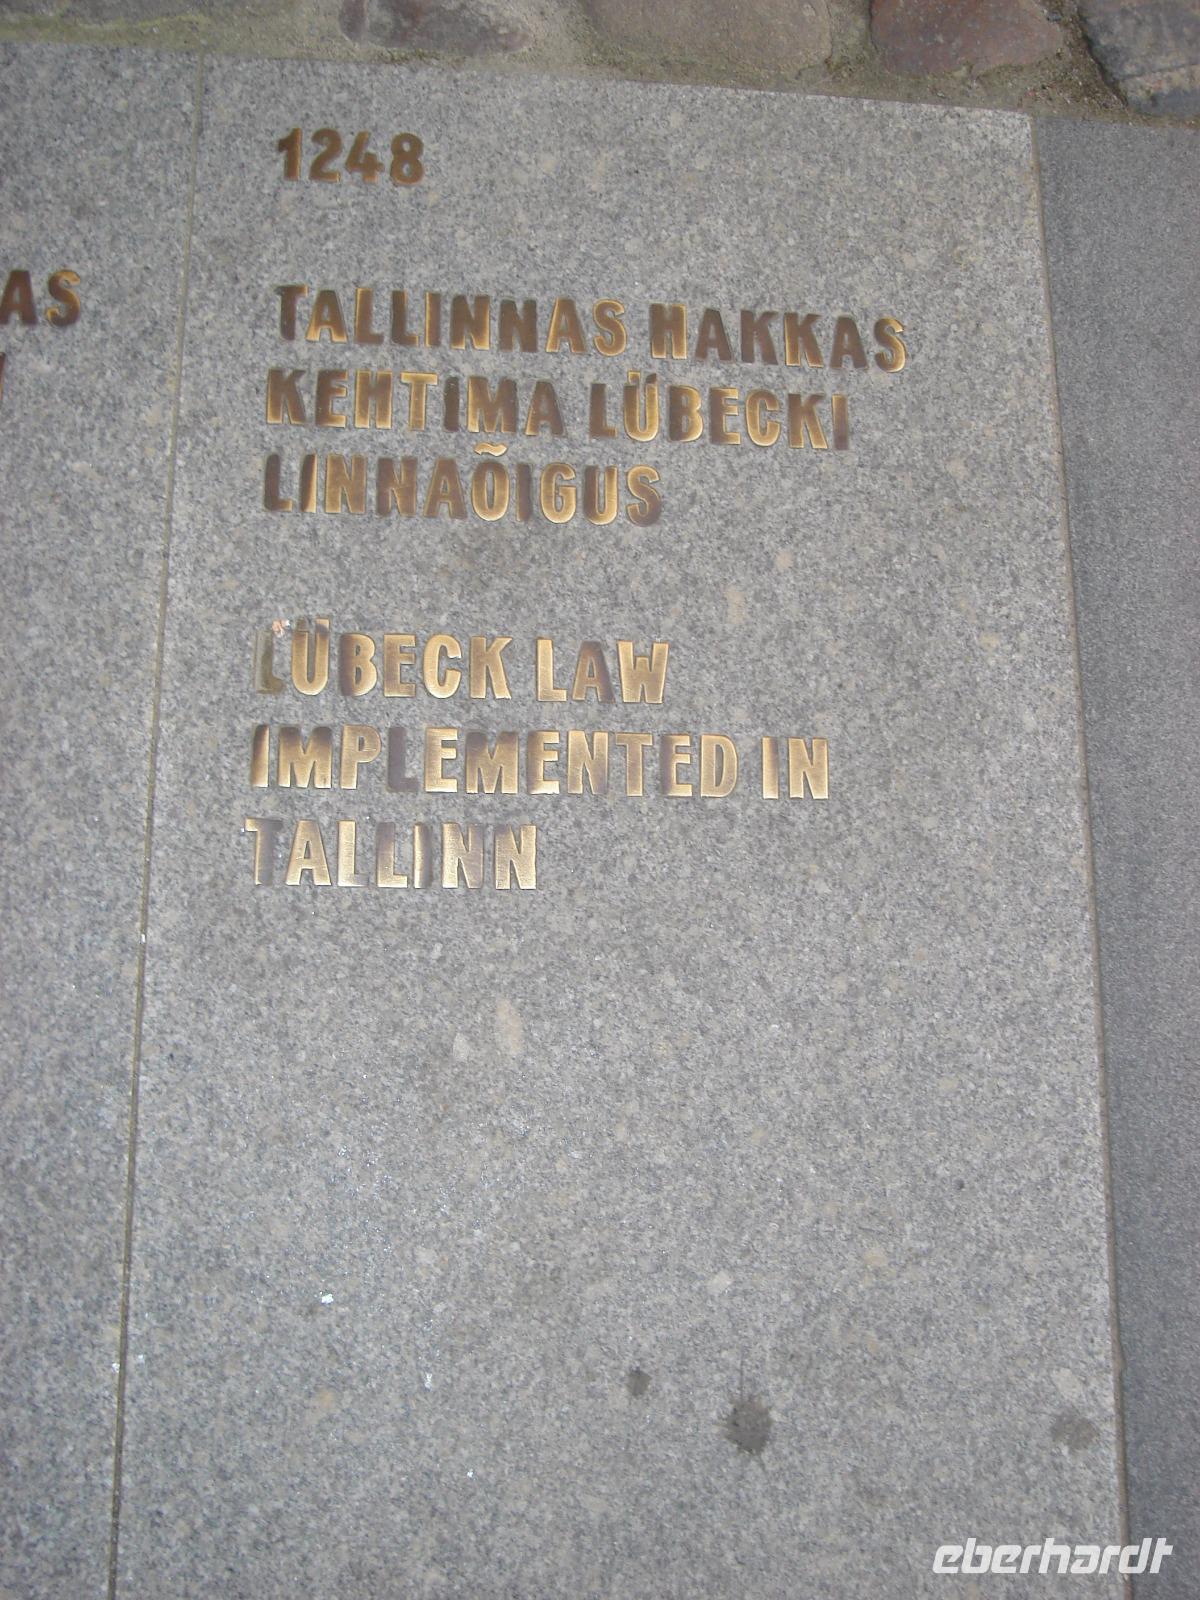 1248
AS
TALLINNAS HAKKAS
KEHTIMA LÜBECKI
LINNAÕIGUS
LÜBECK LAW
IMPLEMENTED IN
TALLINN
eberhardt